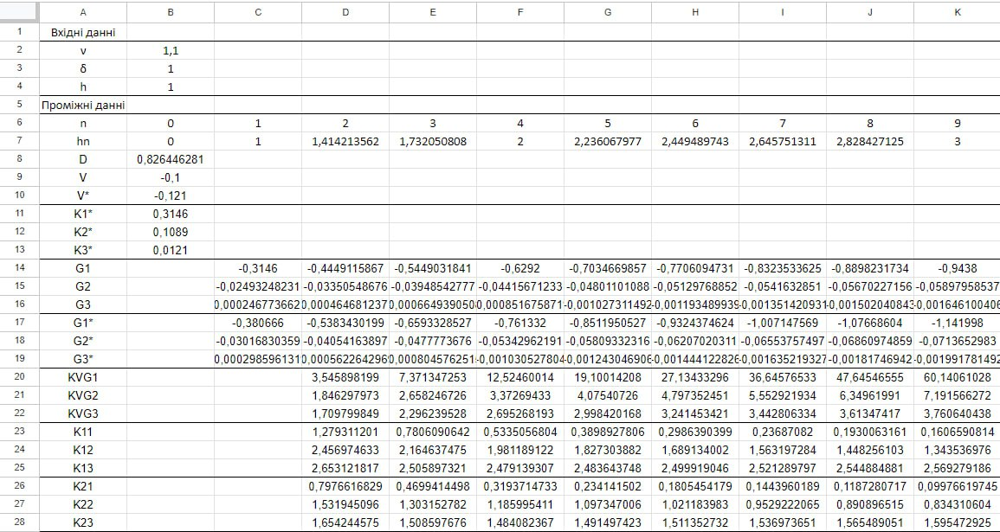 A B C D E F G H I J K
1 Вхідні данні
2 ν 1,1
3 δ 1
4 h 1
5 Проміжні данні
6 n 0 1 2 3 4 5 6 7 8 9
7 hn 0 1 1,414213562 1,732050808 2 2,236067977 2,449489743 2,645751311 2,828427125 3
8 D 0,826446281
9 V -0,1
10 V* -0,121
11 K1* 0,3146
12 K2* 0,1089
13 K3* 0,0121
14 G1 -0,3146 -0,4449115867 -0,5449031841 -0,6292 -0,7034669857 -0,7706094731 -0,8323533625 -0,8898231734 -0,9438
15 G2 -0,02493248231 -0,03350548676 -0,03948542777 -0,04415671233 -0,04801101088 -0,05129768852 -0,0541632851 -0,05670227156 -0,05897958537
16 G3 0,000246773662 0,000464681237 0,000664939050 0,000851675871 -0,001027311492 -0,001193489939 -0,001351420931 -0,001502040843 -0,001646100406
17 G1* -0,380666 -0,5383430199 -0,6593328527 -0,761332 -0,8511950527 -0,9324374624 -1,007147569 -1,07668604 -1,141998
18 G2* -0,03016830359 -0,04054163897 -0,0477773676 -0,05342962191 -0,05809332316 -0,06207020311 -0,06553757497 -0,06860974859 -0,0713652983
19 G3* 0,000298596131 0,000562264296 0,000804576251 -0,001030527804 -0,001243046906 -0,001444122826 -0,001635219327 -0,00181746942 -0,001991781492
20 KVG1 3,545898199 7,371347253 12,52460014 19,10014208 27,13433296 36,64576533 47,64546555 60,14061028
21 KVG2 1,846297973 2,658246726 3,37269433 4,07540726 4,797352451 5,552921934 6,34961991 7,191566272
22 KVG3 1,709799849 2,296239528 2,695268193 2,998420168 3,241453421 3,442806334 3,61347417 3,760640438
23 K11 1,279311201 0,7806090642 0,5335056804 0,3898927806 0,2986390399 0,23687082 0,1930063161 0,1606590814
24 K12 2,456974633 2,164637475 1,981189122 1,827303882 1,689134002 1,563197284 1,448256103 1,343536976
25 K13 2,653121817 2,505897321 2,479139307 2,483643748 2,499919046 2,521289797 2,544884881 2,569279186
26 K21 0,7976616829 0,4699414498 0,3193714733 0,234141502 0,1805454179 0,1443960189 0,1187280717 0,09976619745
27 K22 1,531945096 1,303152782 1,185995411 1,097347006 1,021183983 0,9529222065 0,890896515 0,834310604
28 K23 1,654244575 1,508597676 1,484082367 1,491497423 1,511352732 1,536973651 1,565489051 1,595472925